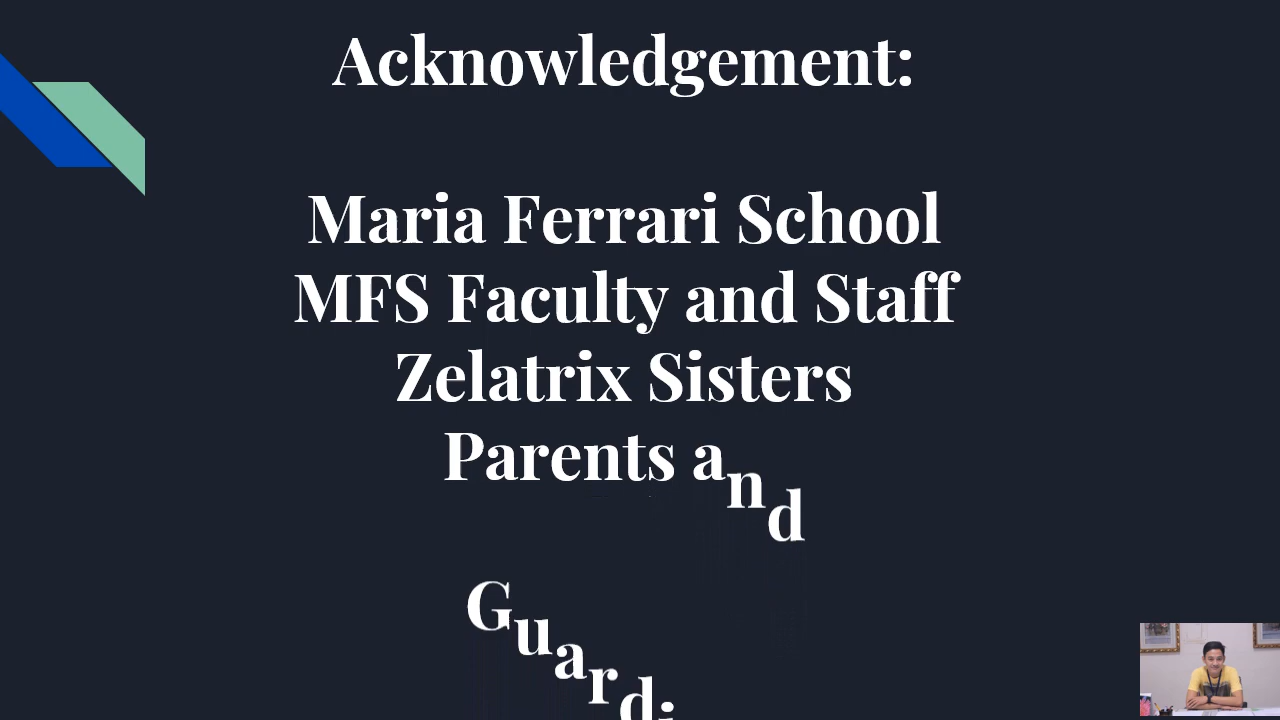 Acknowledgement:
Maria Ferrari School
MFS Faculty and Staff
Zelatrix Sisters
Parents and
Guardi